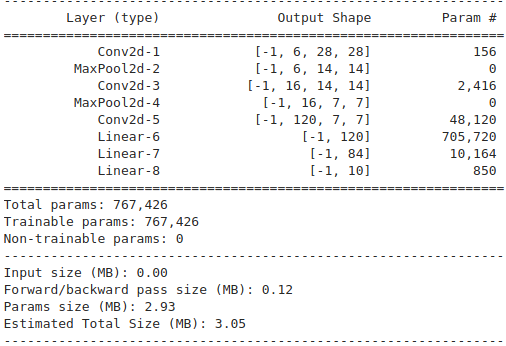 ----------------------------------------------------------------
        Layer (type)               Output Shape         Param #
================================================================
            Conv2d-1            [-1, 6, 28, 28]             156
         MaxPool2d-2            [-1, 6, 14, 14]               0
            Conv2d-3           [-1, 16, 14, 14]           2,416
         MaxPool2d-4             [-1, 16, 7, 7]               0
            Conv2d-5            [-1, 120, 7, 7]          48,120
            Linear-6                  [-1, 120]         705,720
            Linear-7                   [-1, 84]          10,164
            Linear-8                   [-1, 10]             850
================================================================
Total params: 767,426
Trainable params: 767,426
Non-trainable params: 0
----------------------------------------------------------------
Input size (MB): 0.00
Forward/backward pass size (MB): 0.12
Params size (MB): 2.93
Estimated Total Size (MB): 3.05
----------------------------------------------------------------